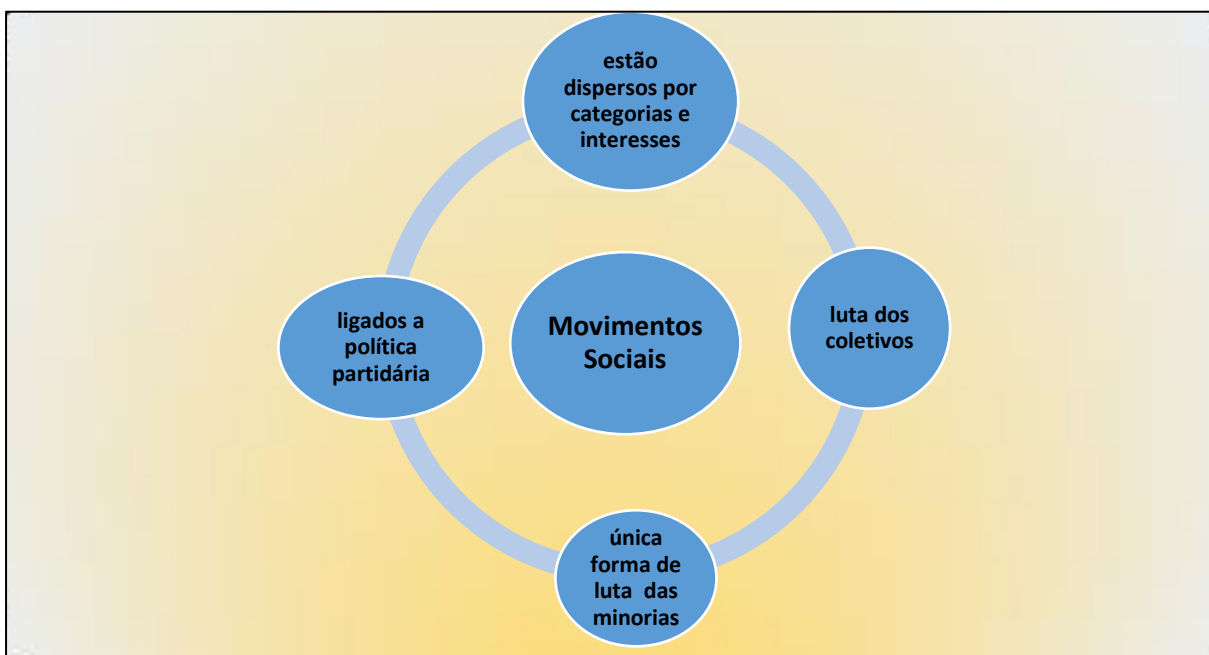 estão
dispersos por
categorias e
interesses
ligados a
política
partidária
Movimentos
Sociais
luta dos
coletivos
única
forma de
luta das
minorias